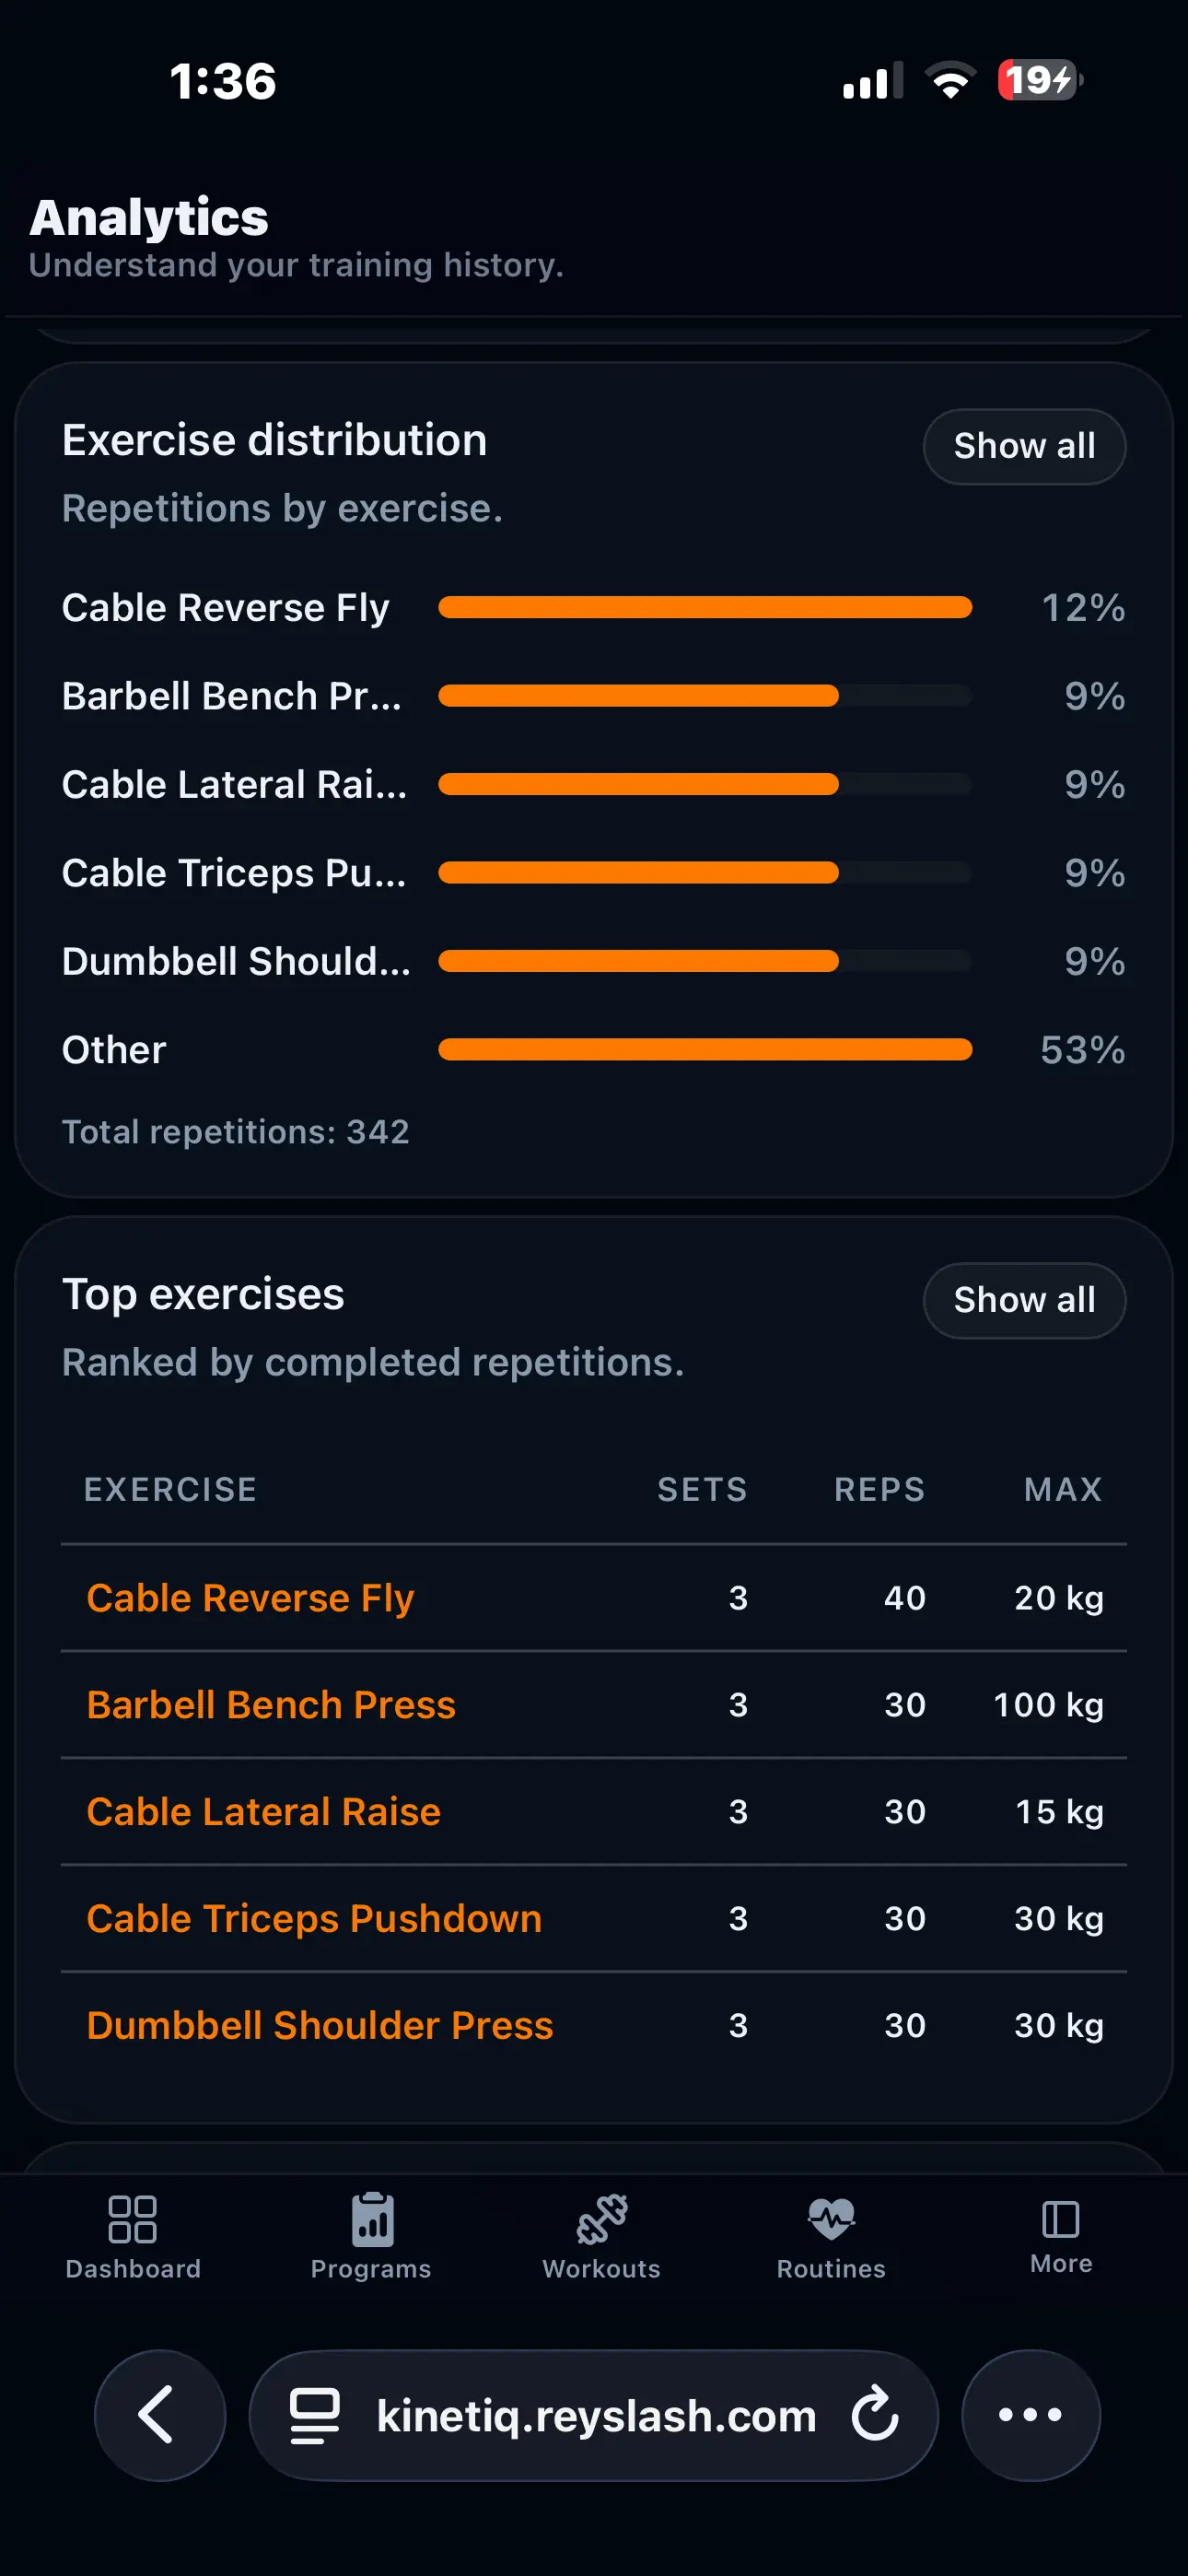 1:36
19
Analytics
Understand your training history.
Exercise distribution
Show all
Repetitions by exercise.
Cable Reverse Fly 12%
Barbell Bench Pr... 9%
Cable Lateral Rai... 9%
Cable Triceps Pu... 9%
Dumbbell Should... 9%
Other 53%
Total repetitions: 342
Top exercises
Show all
Ranked by completed repetitions.
EXERCISE SETS REPS MAX
Cable Reverse Fly 3 40 20 kg
Barbell Bench Press 3 30 100 kg
Cable Lateral Raise 3 30 15 kg
Cable Triceps Pushdown 3 30 30 kg
Dumbbell Shoulder Press 3 30 30 kg
Dashboard Programs Workouts Routines More
kinetiq.reyslash.com